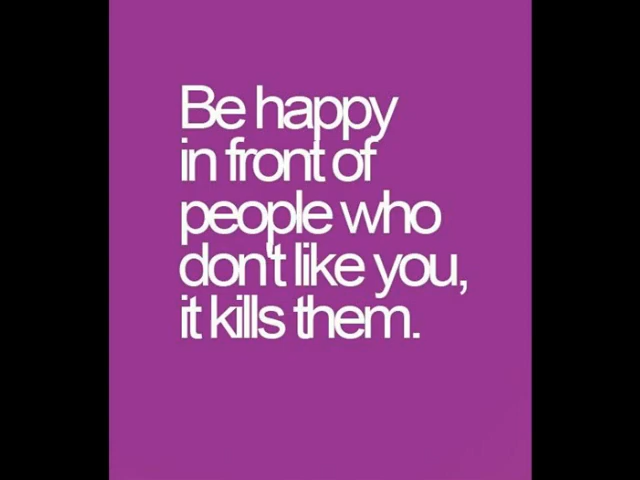 Be happy
in front of
people who
don't like you,
it kills them.